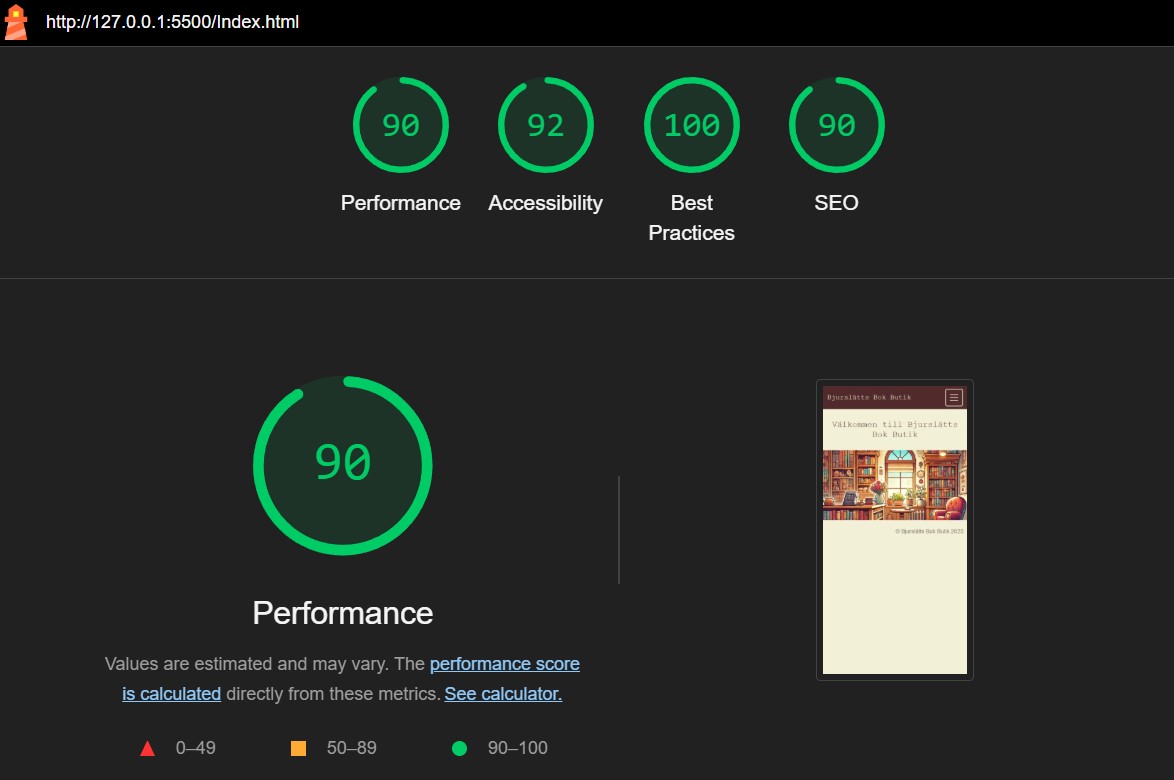 http://127.0.0.1:5500/Index.html
90
92
100
90
Performance
Accessibility
Best
Practices
SEO
90
Performance
Values are estimated and may vary. The performance score
is calculated directly from these metrics. See calculator.
0–49
50–89
90–100
Bjurslätts Bok Butik
Välkommen till Bjurslätts
Bok Butik
© Bjurslätts Bok Butik 2025